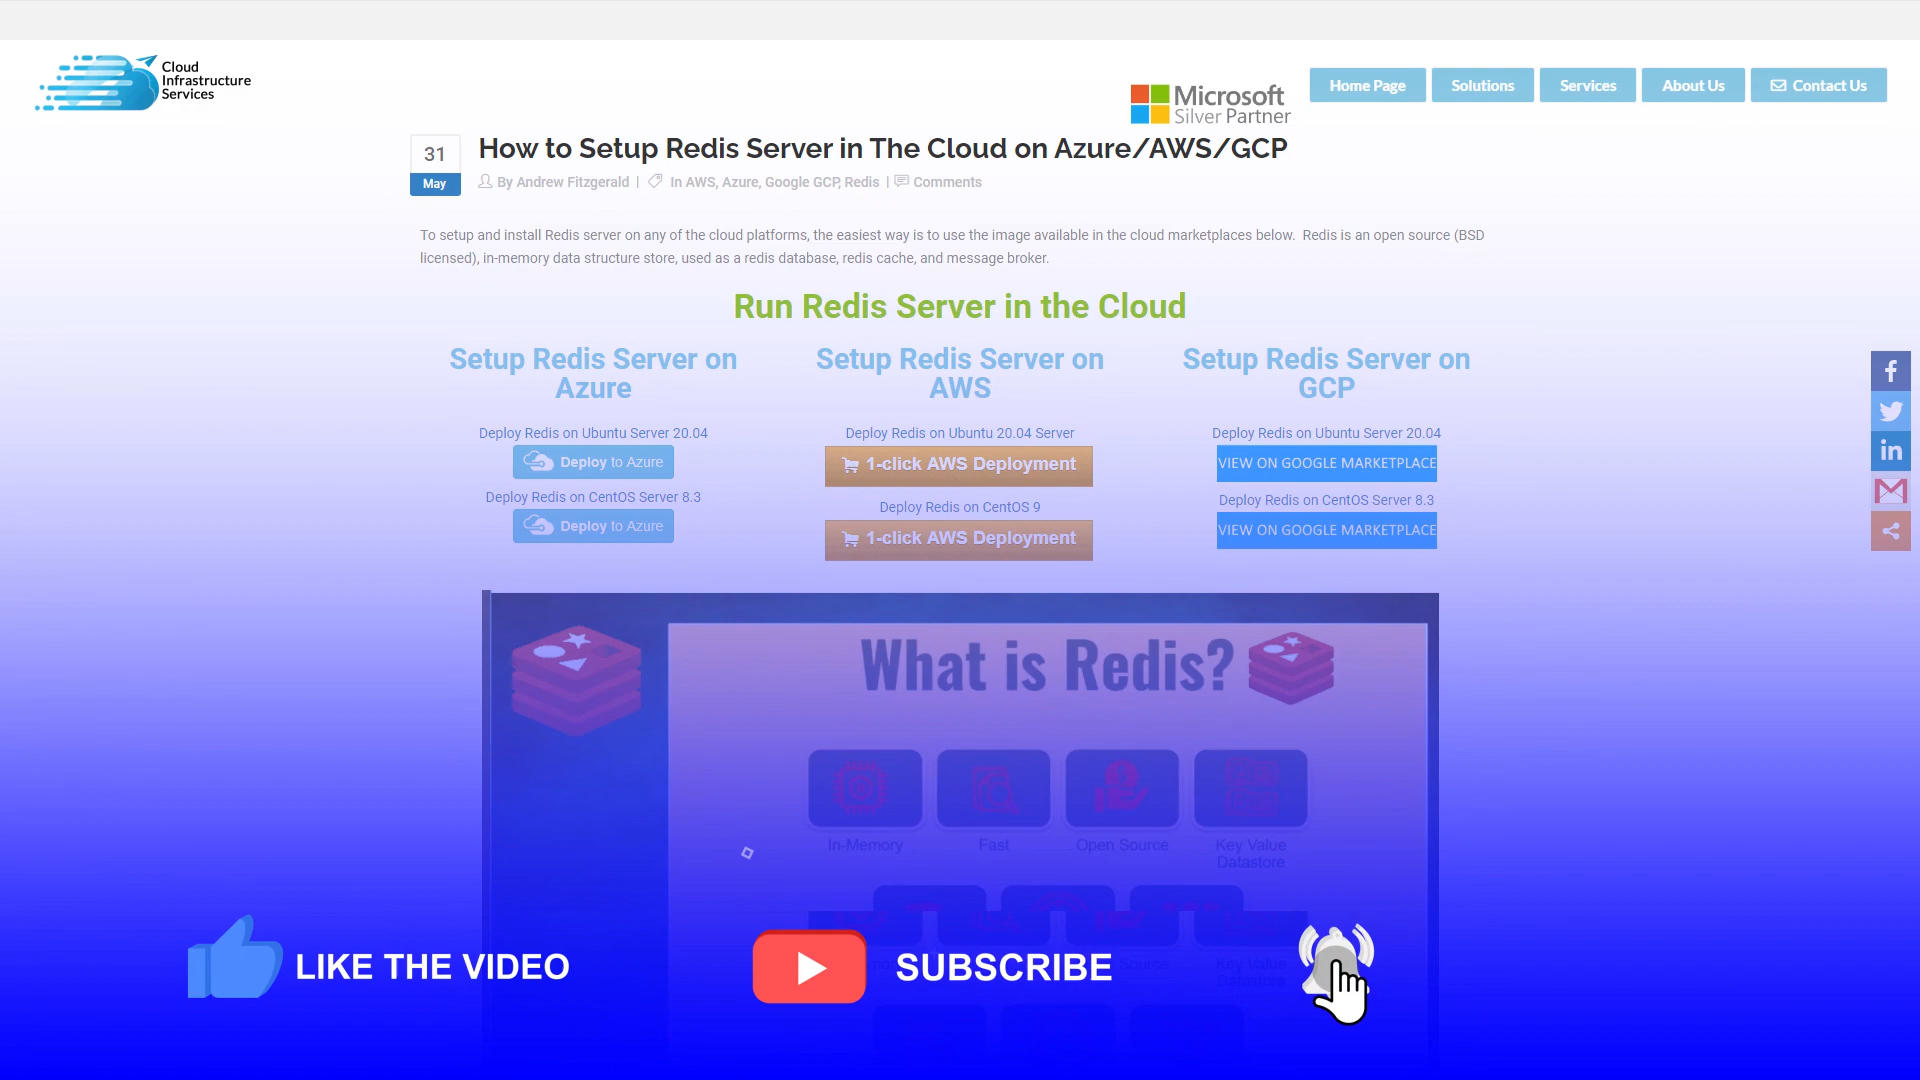 Cloud
Infrastructure
Services
Microsoft
Silver Partner
Home Page
Solutions
Services
About Us
Contact Us
31
May
How to Setup Redis Server in The Cloud on Azure/AWS/GCP
By Andrew Fitzgerald | In AWS, Azure, Google GCP, Redis | Comments
To setup and install Redis server on any of the cloud platforms, the easiest way is to use the image available in the cloud marketplaces below. Redis is an open source (BSD
licensed), in-memory data structure store, used as a redis database, redis cache, and message broker.
Run Redis Server in the Cloud
Setup Redis Server on
Azure
Deploy Redis on Ubuntu Server 20.04
Deploy to Azure
Deploy Redis on CentOS Server 8.3
Deploy to Azure
Setup Redis Server on
AWS
Deploy Redis on Ubuntu 20.04 Server
1-click AWS Deployment
Deploy Redis on CentOS 9
1-click AWS Deployment
Setup Redis Server on
GCP
Deploy Redis on Ubuntu Server 20.04
VIEW ON GOOGLE MARKETPLACE
Deploy Redis on CentOS Server 8.3
VIEW ON GOOGLE MARKETPLACE
What is Redis?
In-Memory
Fast
Open Source
Key Value
Datastore
Key Value
Datastore
LIKE THE VIDEO
SUBSCRIBE